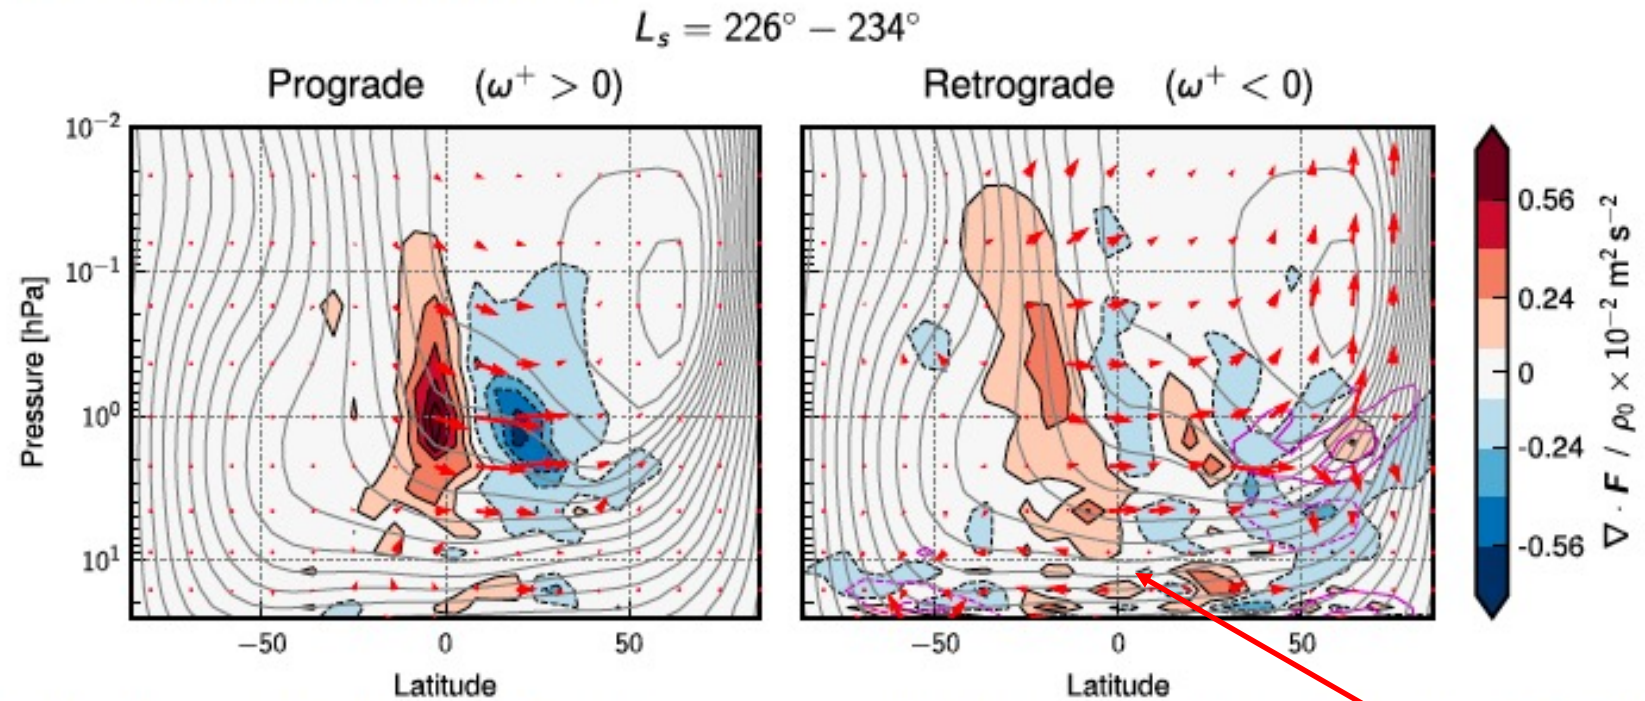 Lₛ = 226° − 234°
Prograde (ω⁺ > 0)
Retrograde (ω⁺ < 0)
Pressure [hPa]
10⁻²
10⁻¹
10⁰
10¹
−50
0
50
Latitude
−50
0
50
Latitude
0.56
0.24
0
-0.24
-0.56
∇ · F / ρ₀ × 10⁻² m² s⁻²